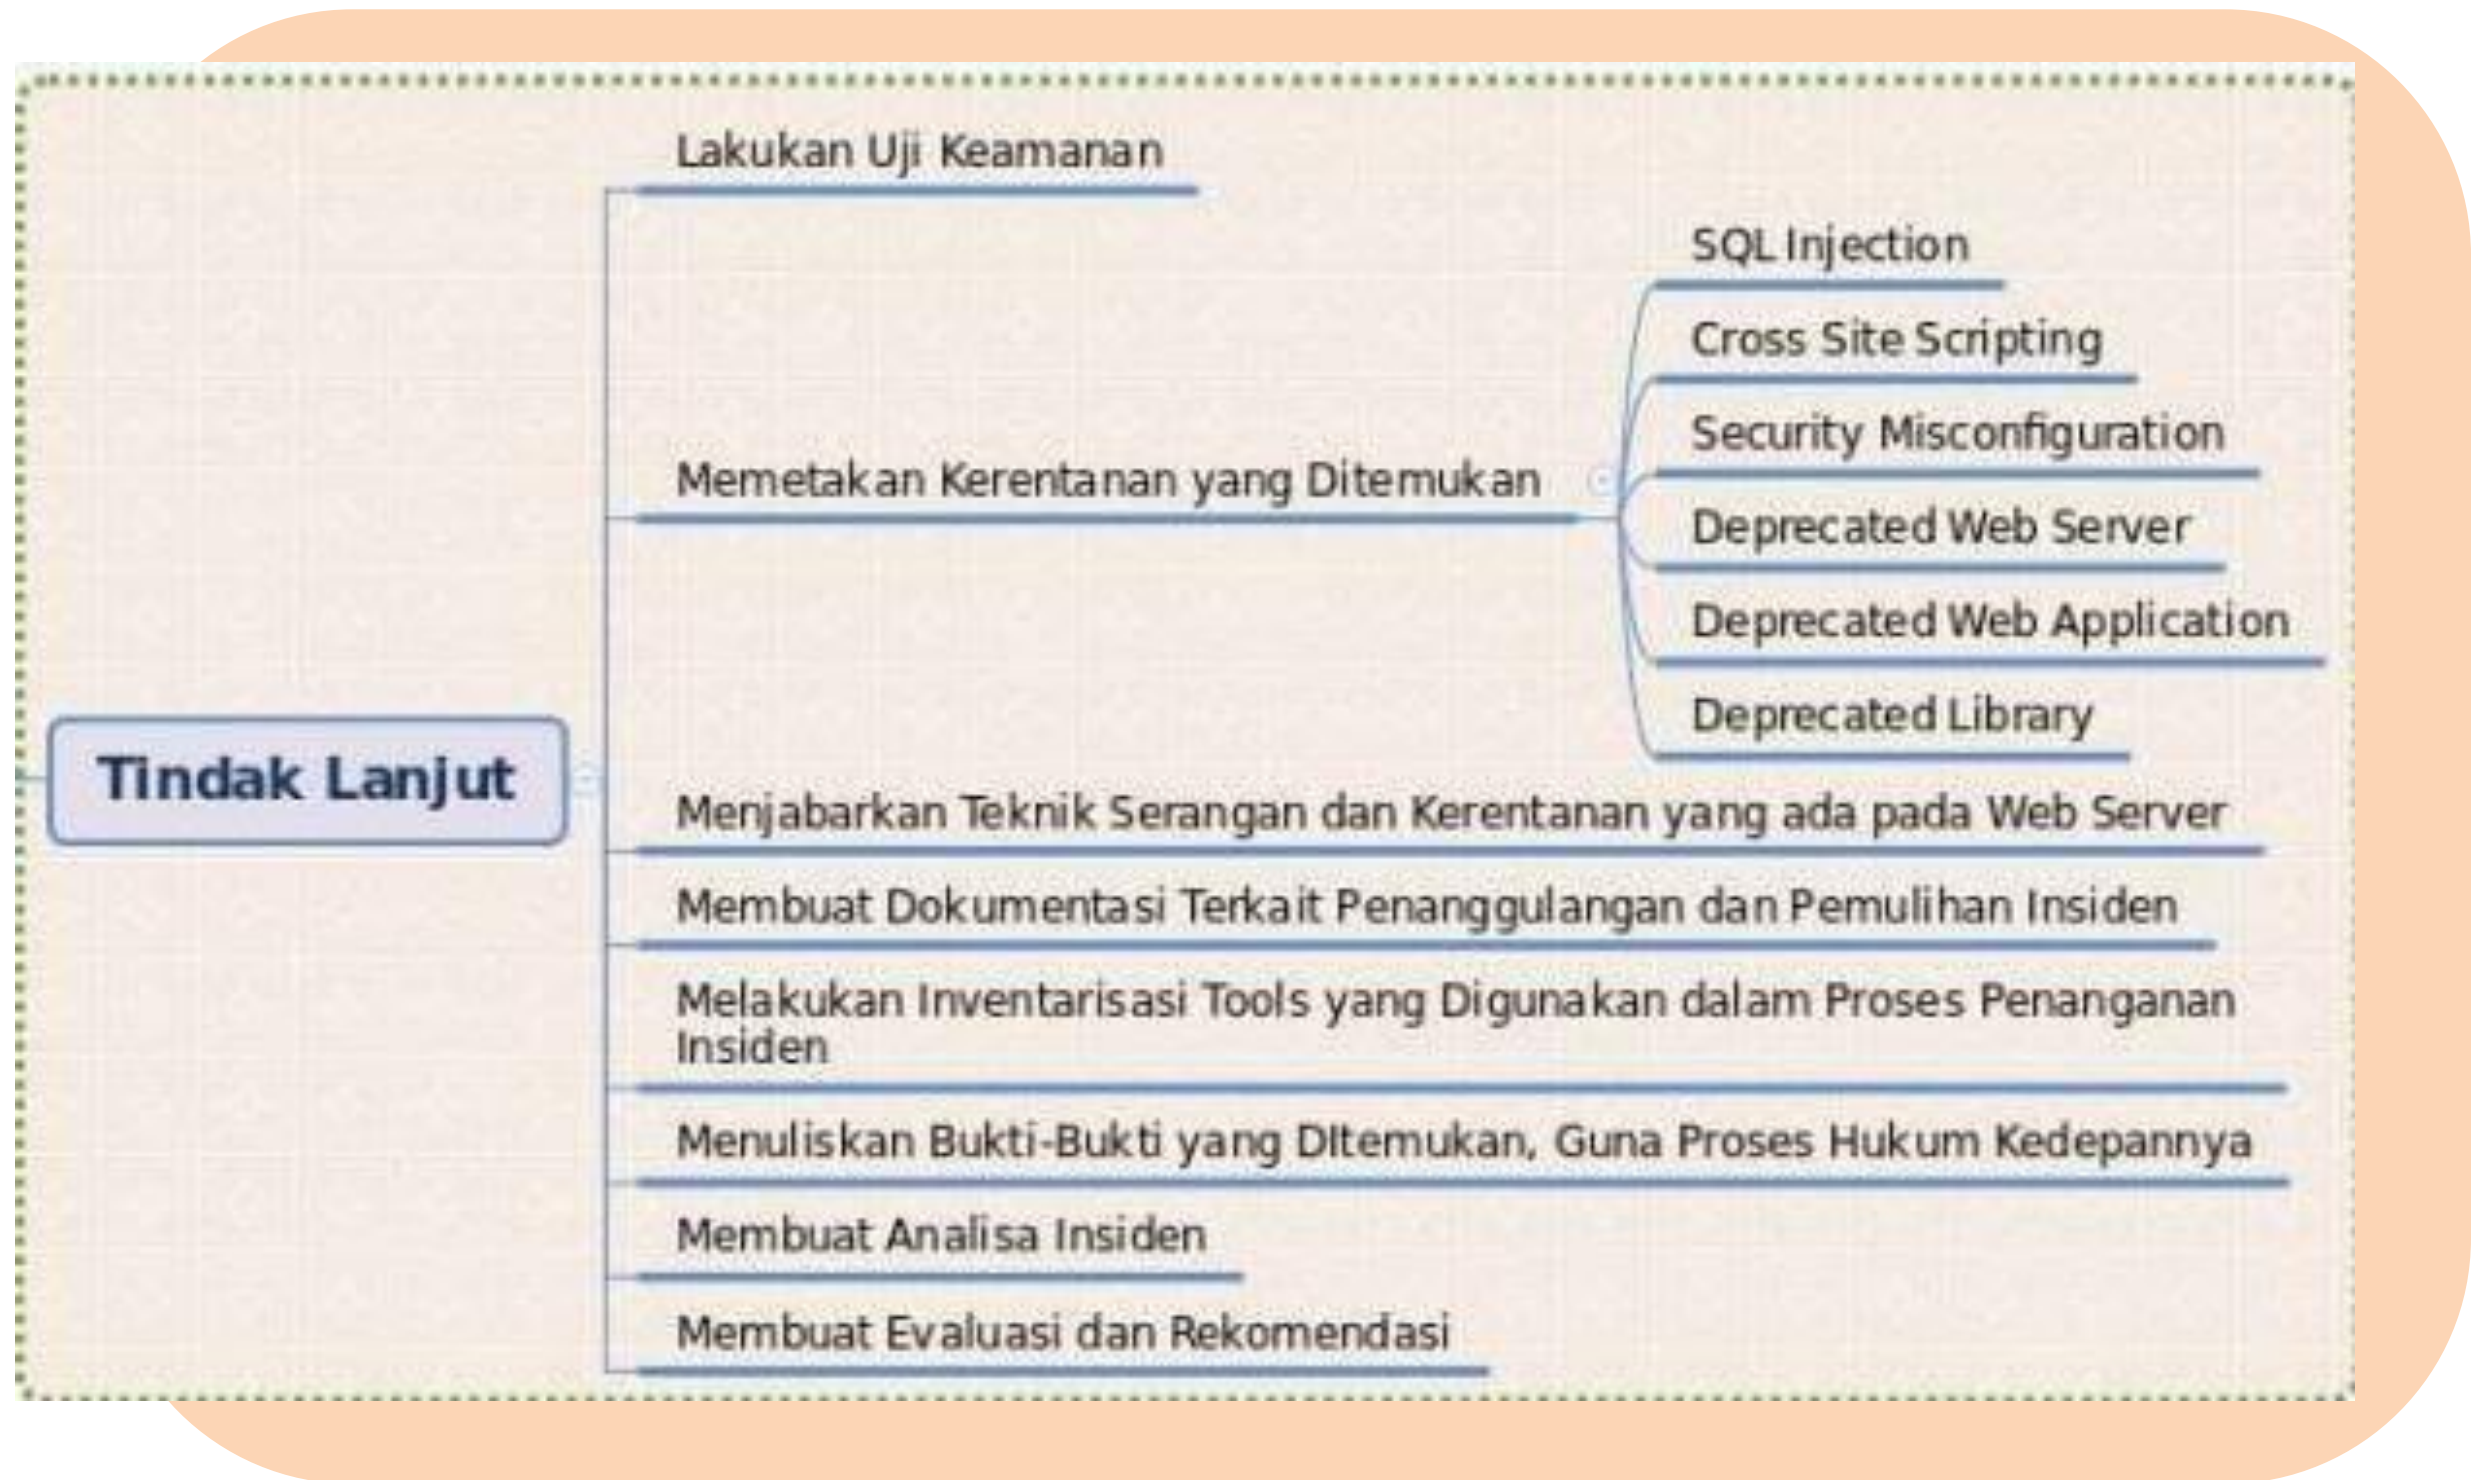 Lakukan Uji Keamanan
SQL Injection
Cross Site Scripting
Security Misconfiguration
Memetakan Kerentanan yang Ditemukan
Deprecated Web Server
Deprecated Web Application
Deprecated Library
Tindak Lanjut
Menjabarkan Teknik Serangan dan Kerentanan yang ada pada Web Server
Membuat Dokumentasi Terkait Penanggulangan dan Pemulihan Insiden
Melakukan Inventarisasi Tools yang Digunakan dalam Proses Penanganan
Insiden
Menuliskan Bukti-Bukti yang DItemukan, Guna Proses Hukum Kedepannya
Membuat Analisa Insiden
Membuat Evaluasi dan Rekomendasi